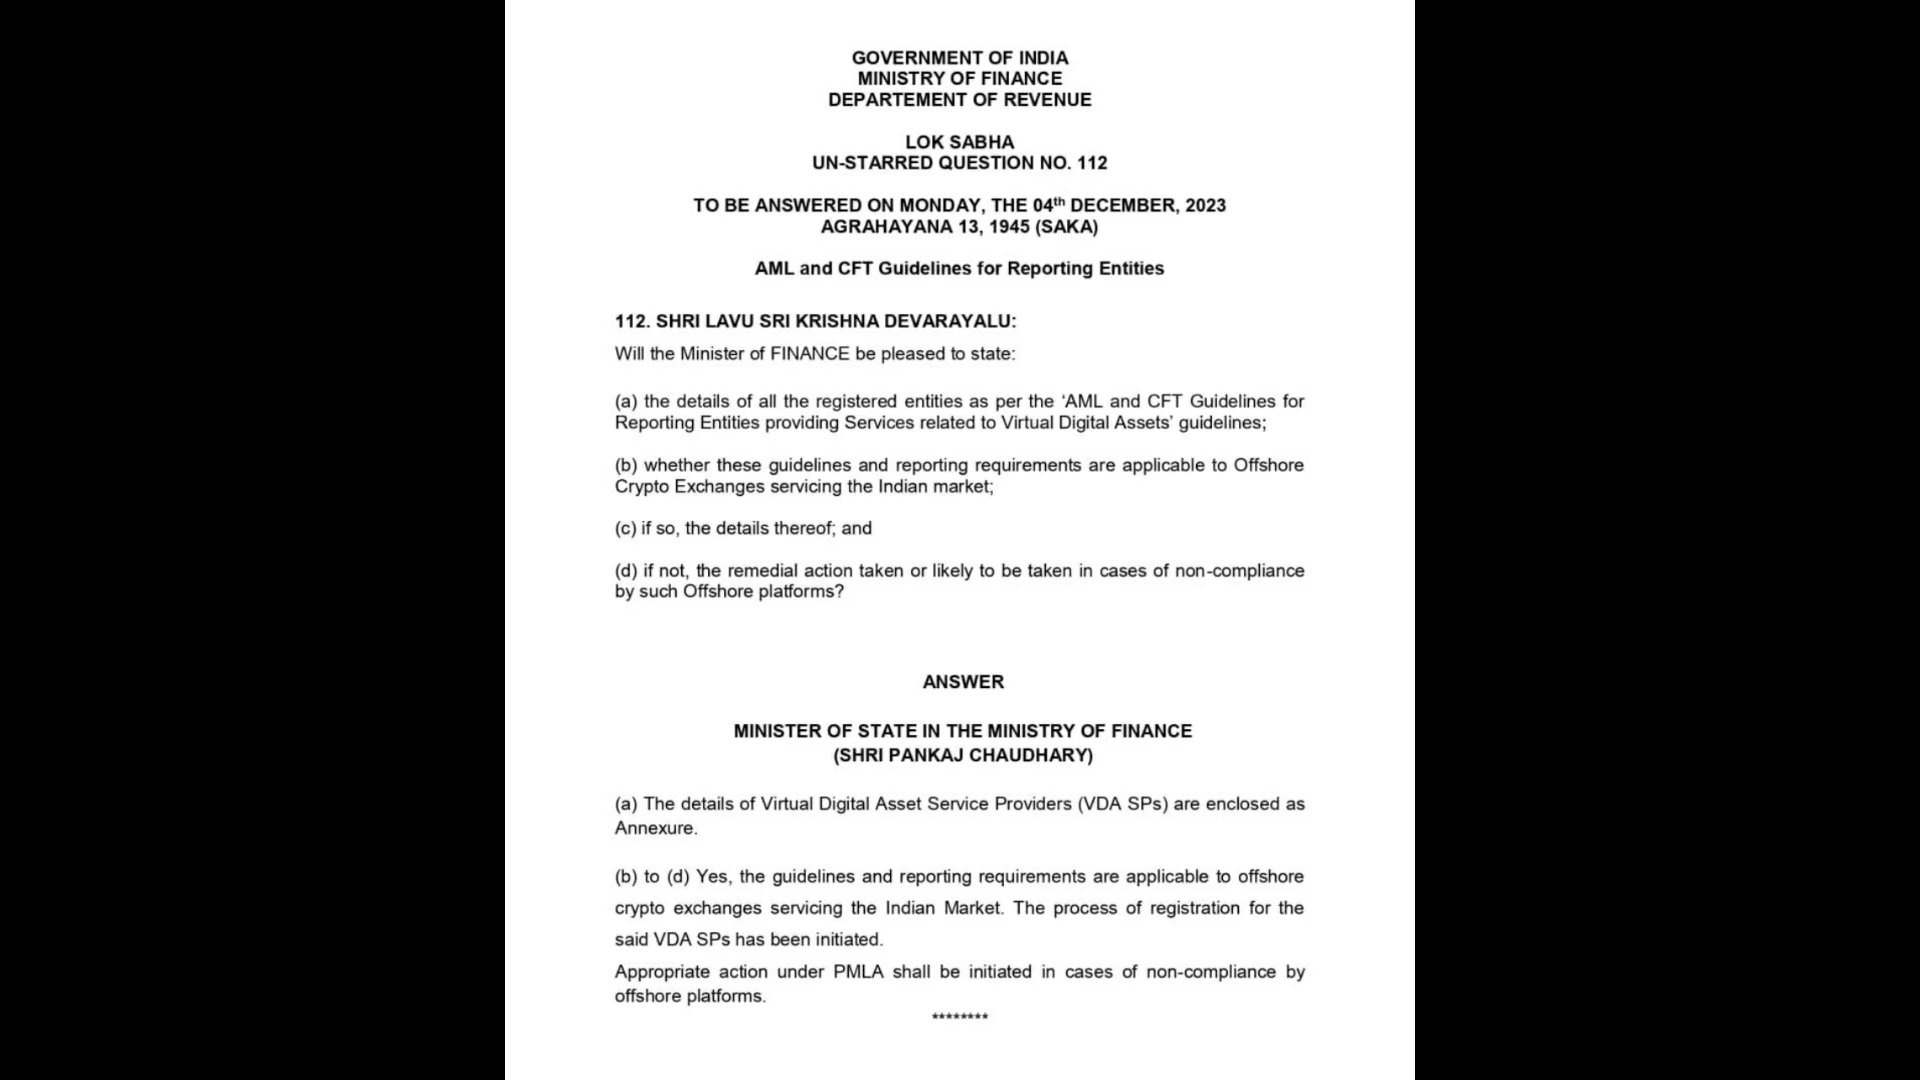 GOVERNMENT OF INDIA
MINISTRY OF FINANCE
DEPARTEMENT OF REVENUE
LOK SABHA
UN-STARRED QUESTION NO. 112
TO BE ANSWERED ON MONDAY, THE 04th DECEMBER, 2023
AGRAHAYANA 13, 1945 (SAKA)
AML and CFT Guidelines for Reporting Entities
112. SHRI LAVU SRI KRISHNA DEVARAYALU:
Will the Minister of FINANCE be pleased to state:
(a) the details of all the registered entities as per the ‘AML and CFT Guidelines for
Reporting Entities providing Services related to Virtual Digital Assets’ guidelines;
(b) whether these guidelines and reporting requirements are applicable to Offshore
Crypto Exchanges servicing the Indian market;
(c) if so, the details thereof; and
(d) if not, the remedial action taken or likely to be taken in cases of non-compliance
by such Offshore platforms?
ANSWER
MINISTER OF STATE IN THE MINISTRY OF FINANCE
(SHRI PANKAJ CHAUDHARY)
(a) The details of Virtual Digital Asset Service Providers (VDA SPs) are enclosed as
Annexure.
(b) to (d) Yes, the guidelines and reporting requirements are applicable to offshore
crypto exchanges servicing the Indian Market. The process of registration for the
said VDA SPs has been initiated.
Appropriate action under PMLA shall be initiated in cases of non-compliance by
offshore platforms.
********